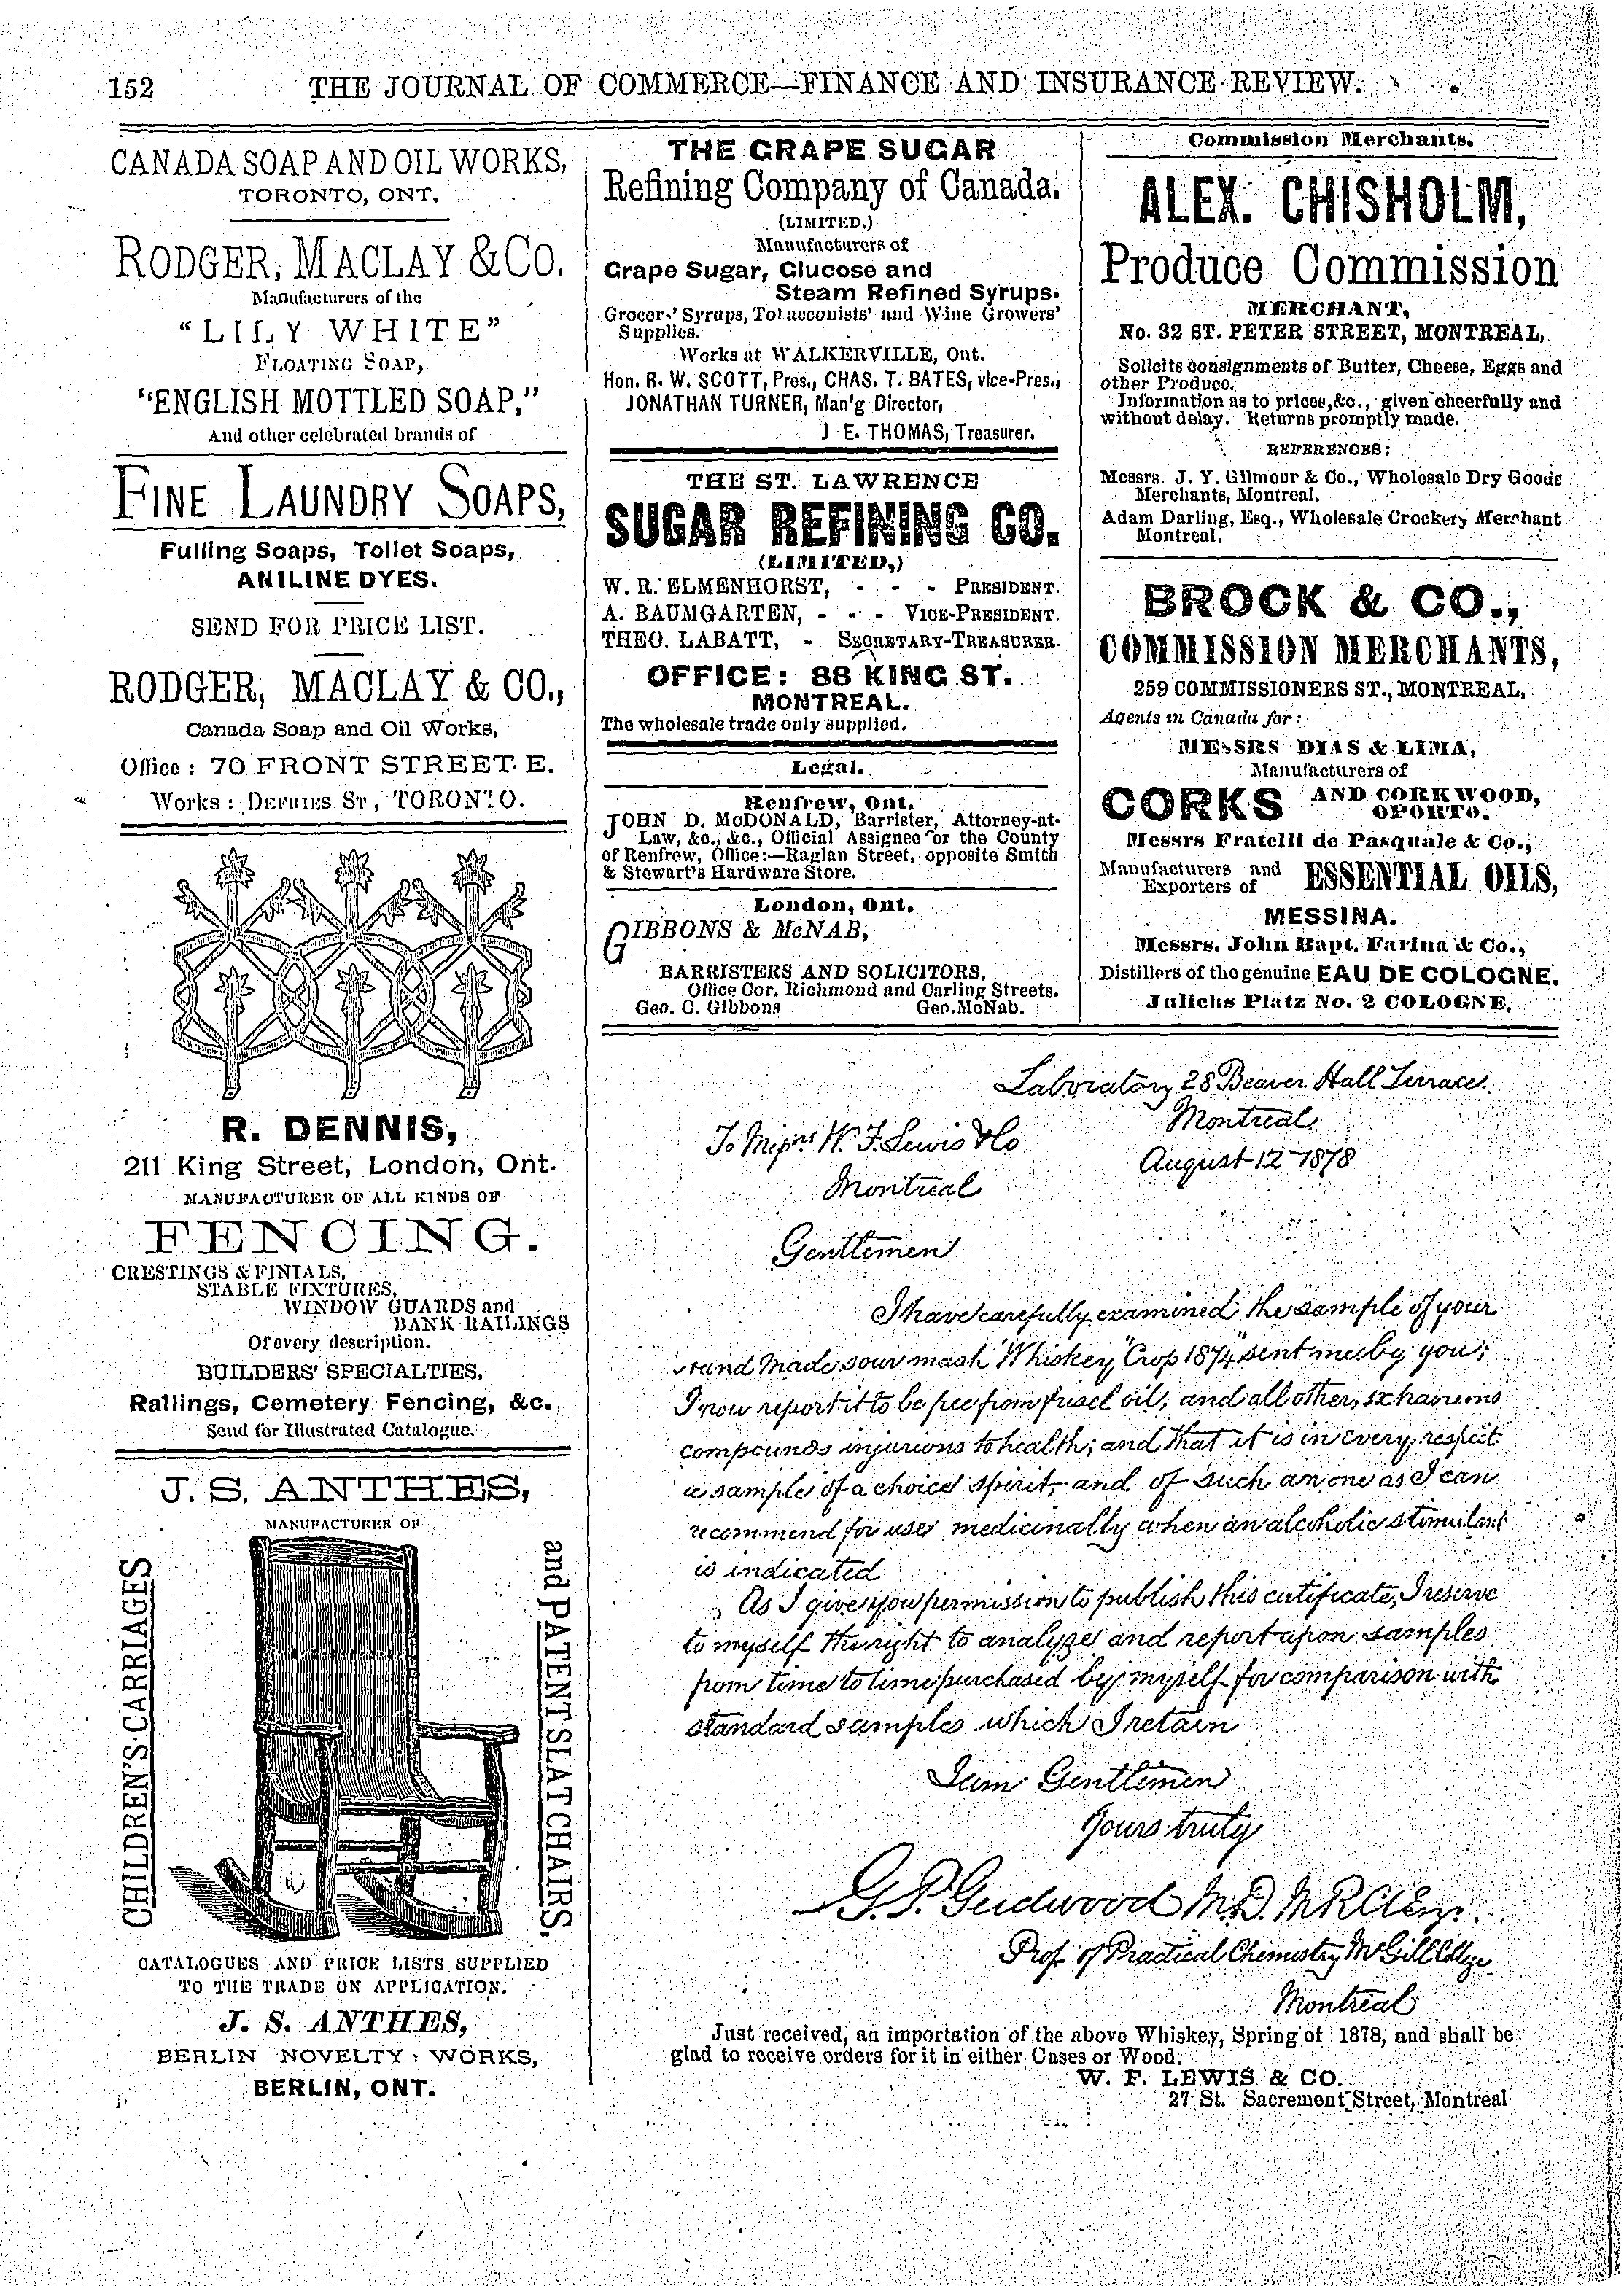 152 THE JOURNAL OF COMMERCE—FINANCE AND INSURANCE REVIEW.
CANADA SOAP AND OIL WORKS,
TORONTO, ONT.
RODGER, MACLAY & CO.
Manufacturers of the
"LILY WHITE"
FLOATING SOAP,
"ENGLISH MOTTLED SOAP,"
And other celebrated brands of
FINE LAUNDRY SOAPS,
Fulling Soaps, Toilet Soaps,
ANILINE DYES.
SEND FOR PRICE LIST.
RODGER, MACLAY & CO.,
Canada Soap and Oil Works,
Office : 70 FRONT STREET E.
Works : DEFRIES ST, TORONTO.
R. DENNIS,
211 King Street, London, Ont.
MANUFACTURER OF ALL KINDS OF
FENCING.
CRESTINGS & FINIALS,
STABLE FIXTURES,
WINDOW GUARDS and
BANK RAILINGS
Of every description.
BUILDERS' SPECIALTIES,
Railings, Cemetery Fencing, &c.
Send for Illustrated Catalogue.
J. S. ANTHES,
MANUFACTURER OF
CHILDREN'S CARRIAGES
and PATENT SLAT CHAIRS.
CATALOGUES AND PRICE LISTS SUPPLIED
TO THE TRADE ON APPLICATION.
J. S. ANTHES,
BERLIN NOVELTY WORKS,
BERLIN, ONT.
THE GRAPE SUGAR
Refining Company of Canada.
(LIMITED,)
Manufacturers of
Grape Sugar, Glucose and
Steam Refined Syrups.
Grocers' Syrups, Tobacconists' and Wine Growers'
Supplies.
Works at WALKERVILLE, Ont.
Hon. R. W. SCOTT, Pres., CHAS. T. BATES, vice-Pres.,
JONATHAN TURNER, Man'g Director,
J E. THOMAS, Treasurer.
THE ST. LAWRENCE
SUGAR REFINING CO.
(LIMITED,)
W. R. ELMENHORST, - - - PRESIDENT.
A. BAUMGARTEN, - - - VICE-PRESIDENT.
THEO. LABATT, - SECRETARY-TREASURER.
OFFICE: 88 KING ST.
MONTREAL.
The wholesale trade only supplied.
Legal.
Renfrew, Ont.
JOHN D. McDONALD, Barrister, Attorney-at-
Law, &c., &c., Official Assignee or the County
of Renfrew, Office:—Raglan Street, opposite Smith
& Stewart's Hardware Store.
London, Ont.
GIBBONS & McNAB,
BARRISTERS AND SOLICITORS,
Office Cor. Richmond and Carling Streets.
Geo. C. Gibbons Geo. McNab.
Commission Merchants.
ALEX. CHISHOLM,
Produce Commission
MERCHANT,
No. 32 ST. PETER STREET, MONTREAL,
Solicits consignments of Butter, Cheese, Eggs and
other Produce.
Information as to prices, &c., given cheerfully and
without delay. Returns promptly made.
REFERENCES:
Messrs. J. Y. Gilmour & Co., Wholesale Dry Goods
Merchants, Montreal.
Adam Darling, Esq., Wholesale Crockery Merchant
Montreal.
BROCK & CO.,
COMMISSION MERCHANTS,
259 COMMISSIONERS ST., MONTREAL,
Agents in Canada for:
MESSRS DIAS & LIMA,
Manufacturers of
CORKS AND CORKWOOD,
OPORTO.
Messrs Fratelli de Pasquale & Co.,
Manufacturers and
Exporters of ESSENTIAL OILS,
MESSINA.
Messrs. John Bapt. Farina & Co.,
Distillers of the genuine EAU DE COLOGNE.
Julichs Platz No. 2 COLOGNE.
Laboratory 28 Beaver Hall Terrace
Montreal
August 12 1878
To Messrs W. F. Lewis & Co
Montreal
Gentlemen
I have carefully examined the sample of your
Hand Made sour mash Whiskey, "Crop 1874" sent me by you;
I now report it to be free from fusel oil, and all other extraneous
compounds injurious to health; and that it is in every respect
a sample of a choice spirit, and of such an one as I can
recommend for use medicinally when an alcoholic stimulant
is indicated
As I give you permission to publish this certificate, I reserve
to myself the right to analyze and report upon samples
from time to time purchased by myself for comparison with
standard samples which I retain
I am Gentlemen
Yours truly
G. P. Girdwood M.D. M R C S Eng.
Prof. of Practical Chemistry McGill College
Montreal
Just received, an importation of the above Whiskey, Spring of 1878, and shall be
glad to receive orders for it in either Cases or Wood.
W. F. LEWIS & CO.
27 St. Sacrement Street, Montreal